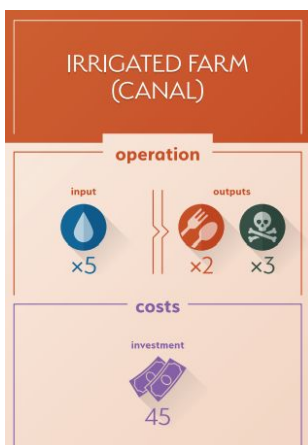 IRRIGATED FARM
(CANAL)
operation
input
outputs
×5
×2
×3
costs
investment
45